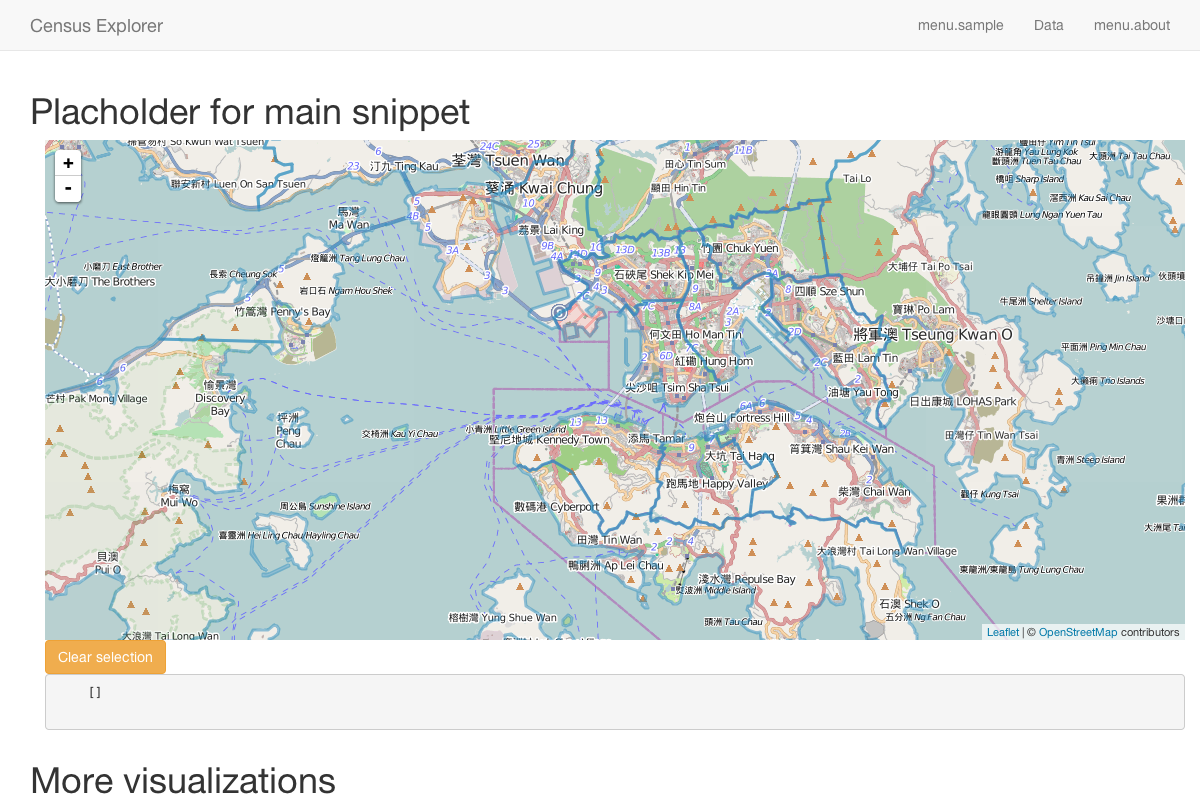 Census Explorer
menu.sample
Data
menu.about
Placholder for main snippet
+
-
掃管笏村 So Kwun Wat Tsuen
汀九 Ting Kau
荃灣 Tsuen Wan
葵涌 Kwai Chung
田心 Tin Sum
顯田 Hin Tin
Tai Lo
游龍角 Yau Lung Kok
斷頭洲 Tuen Tau Chau
大頭洲 Tai Tau Chau
橋咀 Sharp Island
滘西洲 Kau Sai Chau
龍眼圓頭 Lung Ngan Yuen Tau
聯安新村 Luen On San Tsuen
馬灣
Ma Wan
荔景 Lai King
竹園 Chuk Yuen
燈籠洲 Tang Lung Chau
小磨刀 East Brother
大小磨刀 The Brothers
長索 Cheung Sok
岩口石 Ngam Hou Shek
石硤尾 Shek Kip Mei
大埔仔 Tai Po Tsai
吊鐘洲 Jin Island
四順 Sze Shun
牛尾洲 Shelter Island
寶琳 Po Lam
竹篙灣 Penny's Bay
何文田 Ho Man Tin
將軍澳 Tseung Kwan O
平面洲 Ping Min Chau
紅磡 Hung Hom
藍田 Lam Tin
愉景灣
Discovery
Bay
尖沙咀 Tsim Sha Tsui
油塘 Yau Tong
Trio Islands
芒村 Pak Mong Village
日出康城 LOHAS Park
坪洲
Peng
Chau
交椅洲 Kau Yi Chau
小青洲 Little Green Island
堅尼地城 Kennedy Town
添馬 Tamar
炮台山 Fortress Hill
田灣仔 Tin Wan Tsai
大坑 Tai Hang
筲箕灣 Shau Kei Wan
青洲 Steep Island
梅窩
Mui Wo
周公島 Sunshine Island
跑馬地 Happy Valley
柴灣 Chai Wan
觀仔 Kung Tsai
數碼港 Cyberport
喜靈洲 Hei Ling Chau/Hayling Chau
田灣 Tin Wan
貝澳
Pui O
大浪灣村 Tai Long Wan Village
鴨脷洲 Ap Lei Chau
淺水灣 Repulse Bay
東龍洲/東龍島 Tung Lung Chau
熨波洲 Middle Island
石澳 Shek O
榕樹灣 Yung Shue Wan
頭洲 Tau Chau
五分洲 Ng Fan Chau
大浪灣 Tai Long Wan
Leaflet | © OpenStreetMap contributors
Clear selection
[]
More visualizations